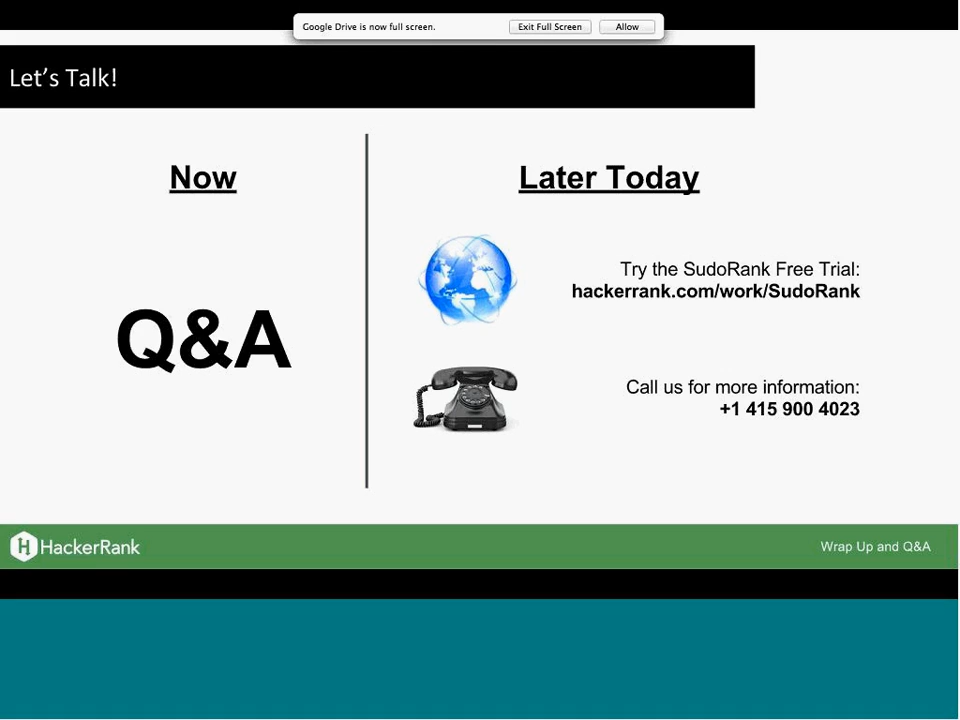 Google Drive is now full screen.
Exit Full Screen
Allow
Let's Talk!
Now
Q&A
Later Today
Try the SudoRank Free Trial:
hackerrank.com/work/SudoRank
Call us for more information:
+1 415 900 4023
H HackerRank
Wrap Up and Q&A